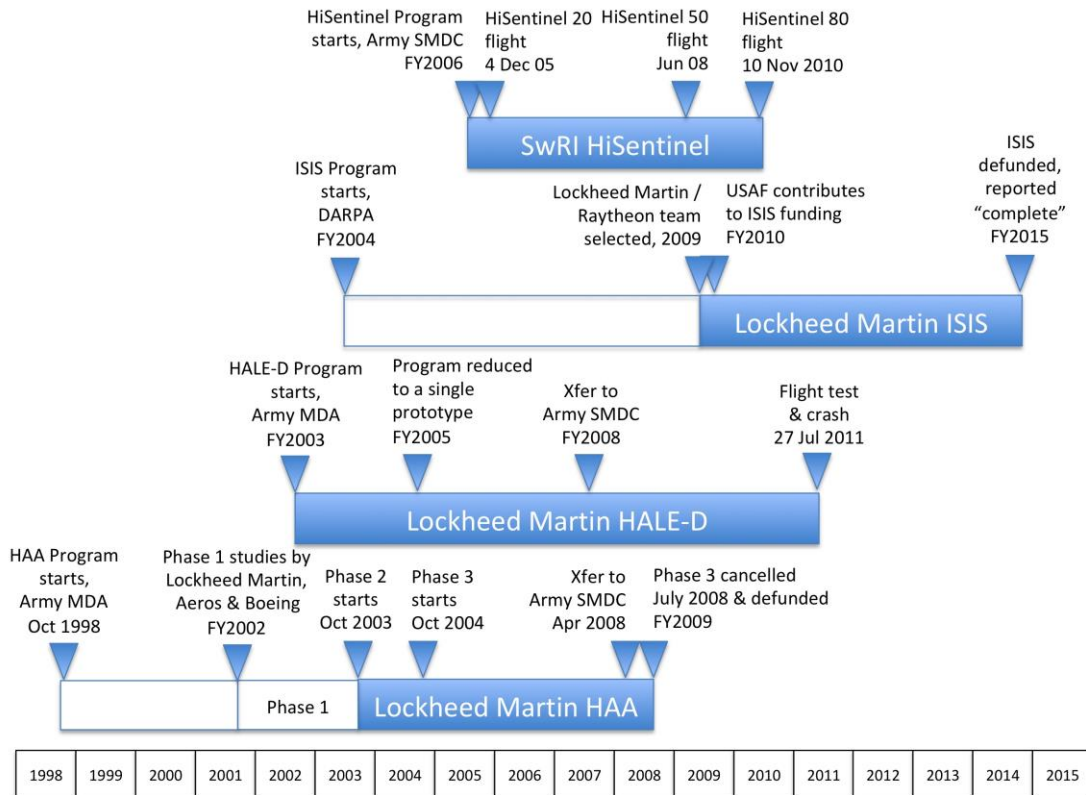 HiSentinel Program
starts, Army SMDC
FY2006
HiSentinel 20
flight
4 Dec 05
HiSentinel 50
flight
Jun 08
HiSentinel 80
flight
10 Nov 2010
SwRI HiSentinel
ISIS Program
starts,
DARPA
FY2004
Lockheed Martin /
Raytheon team
selected, 2009
USAF contributes
to ISIS funding
FY2010
ISIS
defunded,
reported
“complete”
FY2015
Lockheed Martin ISIS
HALE-D Program
starts,
Army MDA
FY2003
Program reduced
to a single
prototype
FY2005
Xfer to
Army SMDC
FY2008
Flight test
& crash
27 Jul 2011
Lockheed Martin HALE-D
HAA Program
starts,
Army MDA
Oct 1998
Phase 1 studies by
Lockheed Martin,
Aeros & Boeing
FY2002
Phase 2
starts
Oct 2003
Phase 3
starts
Oct 2004
Xfer to
Army SMDC
Apr 2008
Phase 3 cancelled
July 2008 & defunded
FY2009
Phase 1
Lockheed Martin HAA
1998 1999 2000 2001 2002 2003 2004 2005 2006 2007 2008 2009 2010 2011 2012 2013 2014 2015